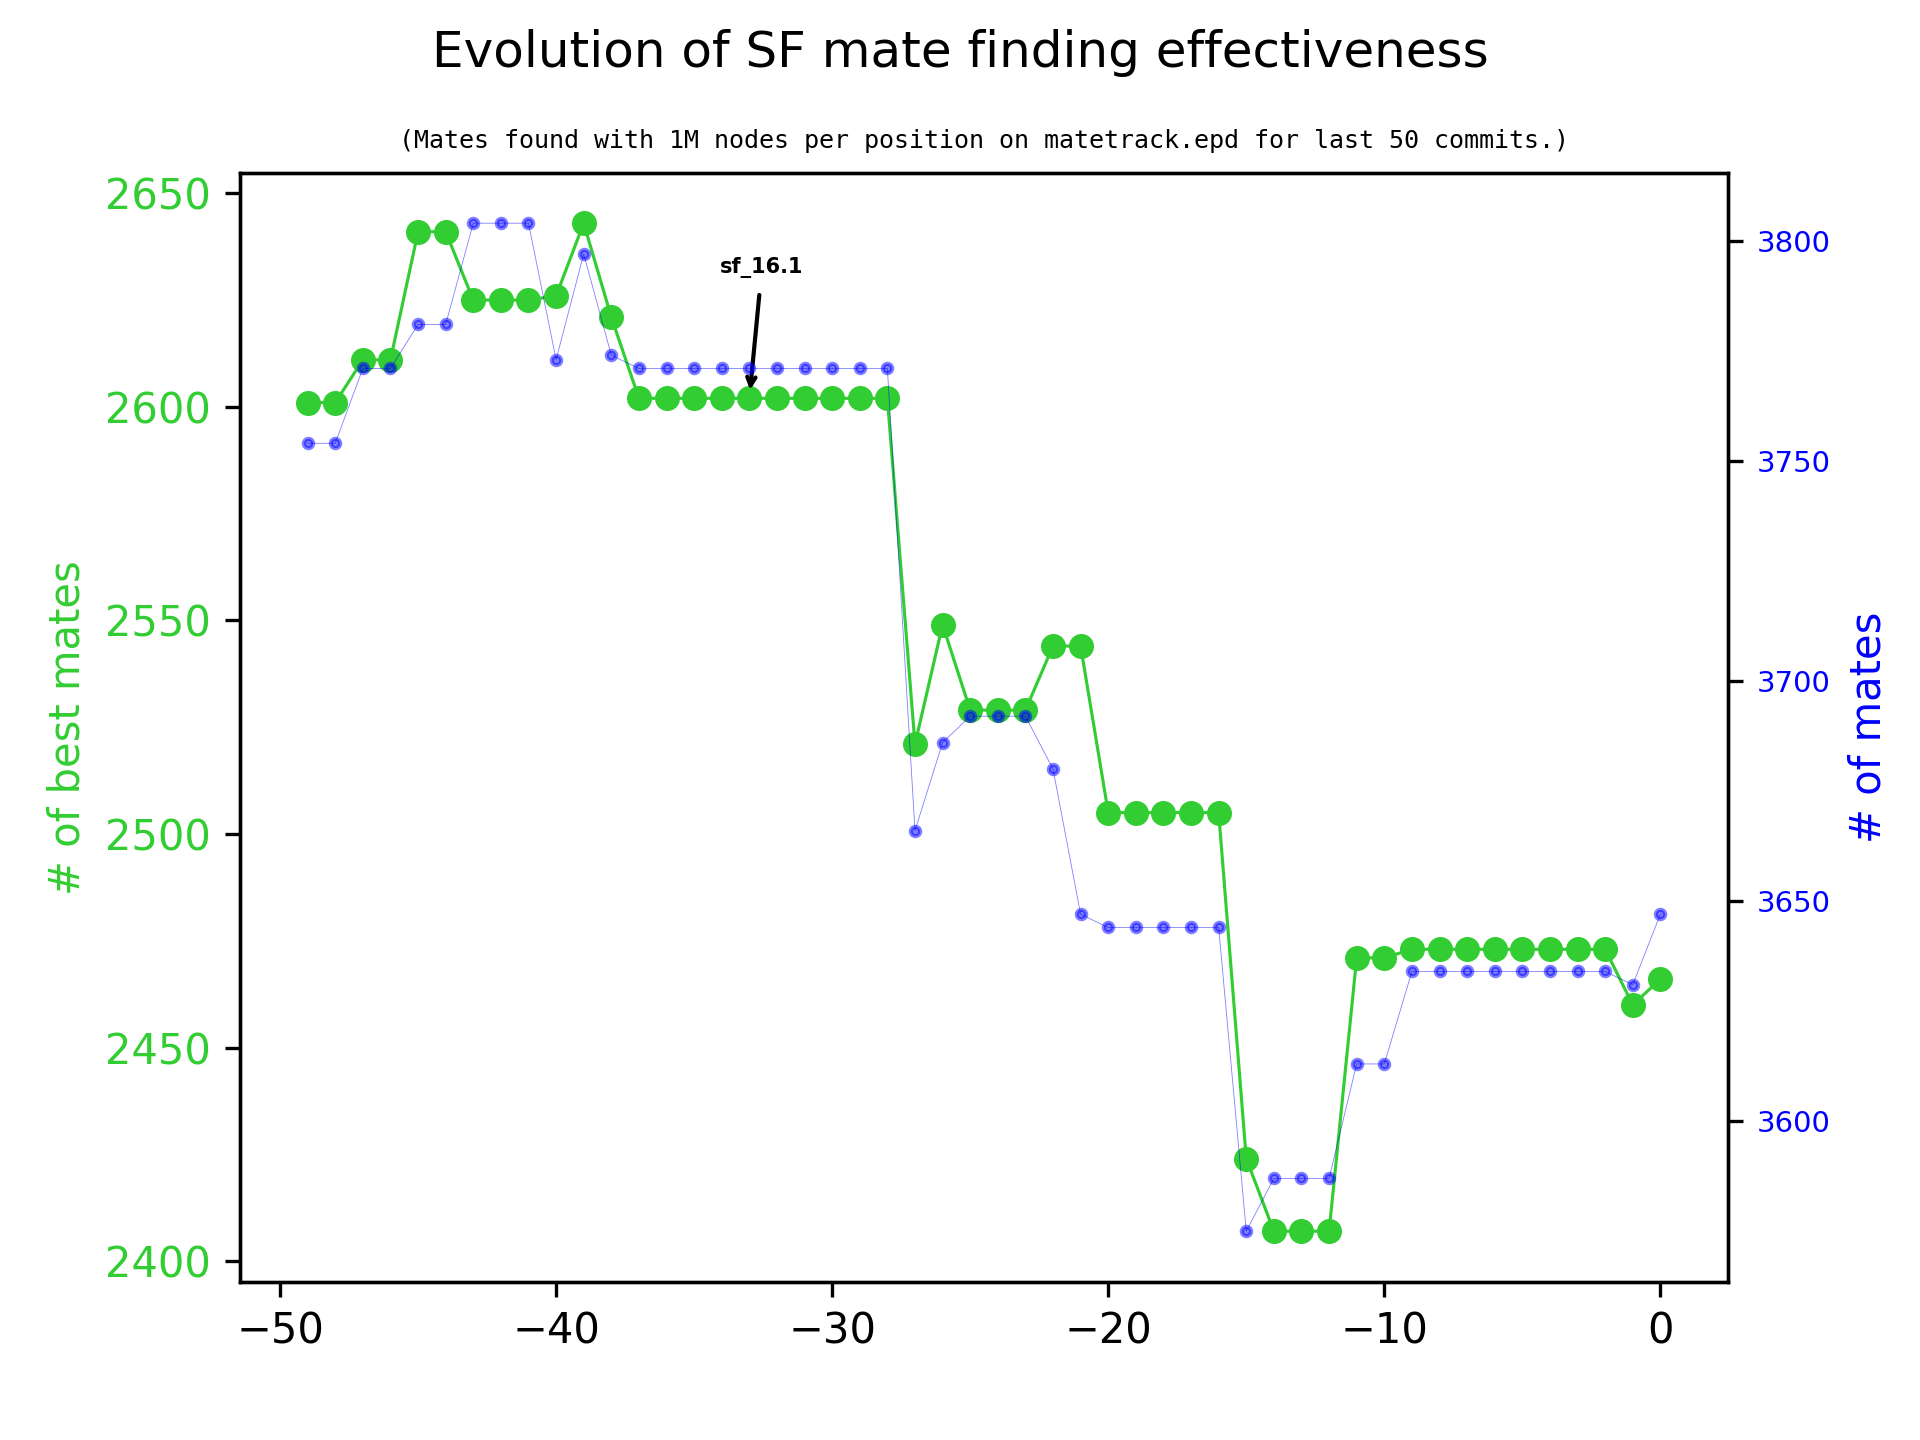 Evolution of SF mate finding effectiveness
(Mates found with 1M nodes per position on matetrack.epd for last 50 commits.)
# of best mates
2650
2600
2550
2500
2450
2400
sf_16.1
3800
3750
3700
3650
3600
# of mates
−50 −40 −30 −20 −10 0